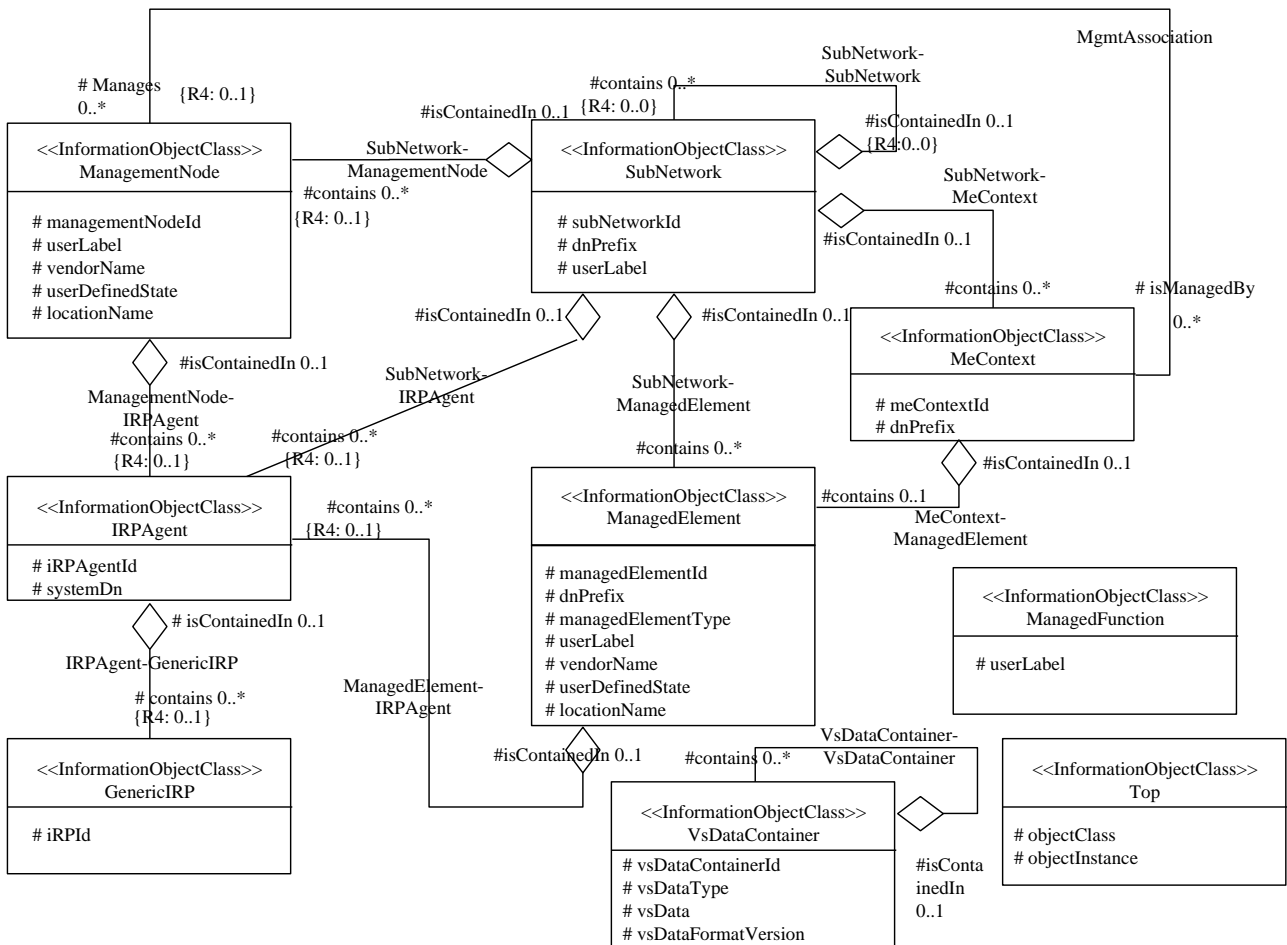 MgmtAssociation
SubNetwork-
SubNetwork
# Manages
0..*
{R4: 0..1}
#contains 0..*
{R4: 0..0}
#isContainedIn 0..1
#isContainedIn 0..1
{R4:0..0}
<<InformationObjectClass>>
ManagementNode
# managementNodeId
# userLabel
# vendorName
# userDefinedState
# locationName
SubNetwork-
ManagementNode
#contains 0..*
{R4: 0..1}
<<InformationObjectClass>>
SubNetwork
# subNetworkId
# dnPrefix
# userLabel
SubNetwork-
MeContext
#isContainedIn 0..1
#contains 0..*
# isManagedBy
0..*
#isContainedIn 0..1
#isContainedIn 0..1
<<InformationObjectClass>>
MeContext
# meContextId
# dnPrefix
#isContainedIn 0..1
ManagementNode-
IRPAgent
#contains 0..*
{R4: 0..1}
SubNetwork-
IRPAgent
#contains 0..*
{R4: 0..1}
SubNetwork-
ManagedElement
#contains 0..*
#isContainedIn 0..1
#contains 0..1
MeContext-
ManagedElement
<<InformationObjectClass>>
IRPAgent
# iRPAgentId
# systemDn
#contains 0..*
{R4: 0..1}
<<InformationObjectClass>>
ManagedElement
# managedElementId
# dnPrefix
# managedElementType
# userLabel
# vendorName
# userDefinedState
# locationName
<<InformationObjectClass>>
ManagedFunction
# userLabel
# isContainedIn 0..1
IRPAgent-GenericIRP
# contains 0..*
{R4: 0..1}
ManagedElement-
IRPAgent
#isContainedIn 0..1
<<InformationObjectClass>>
GenericIRP
# iRPId
VsDataContainer-
VsDataContainer
#contains 0..*
<<InformationObjectClass>>
VsDataContainer
# vsDataContainerId
# vsDataType
# vsData
# vsDataFormatVersion
#isConta
inedIn
0..1
<<InformationObjectClass>>
Top
# objectClass
# objectInstance